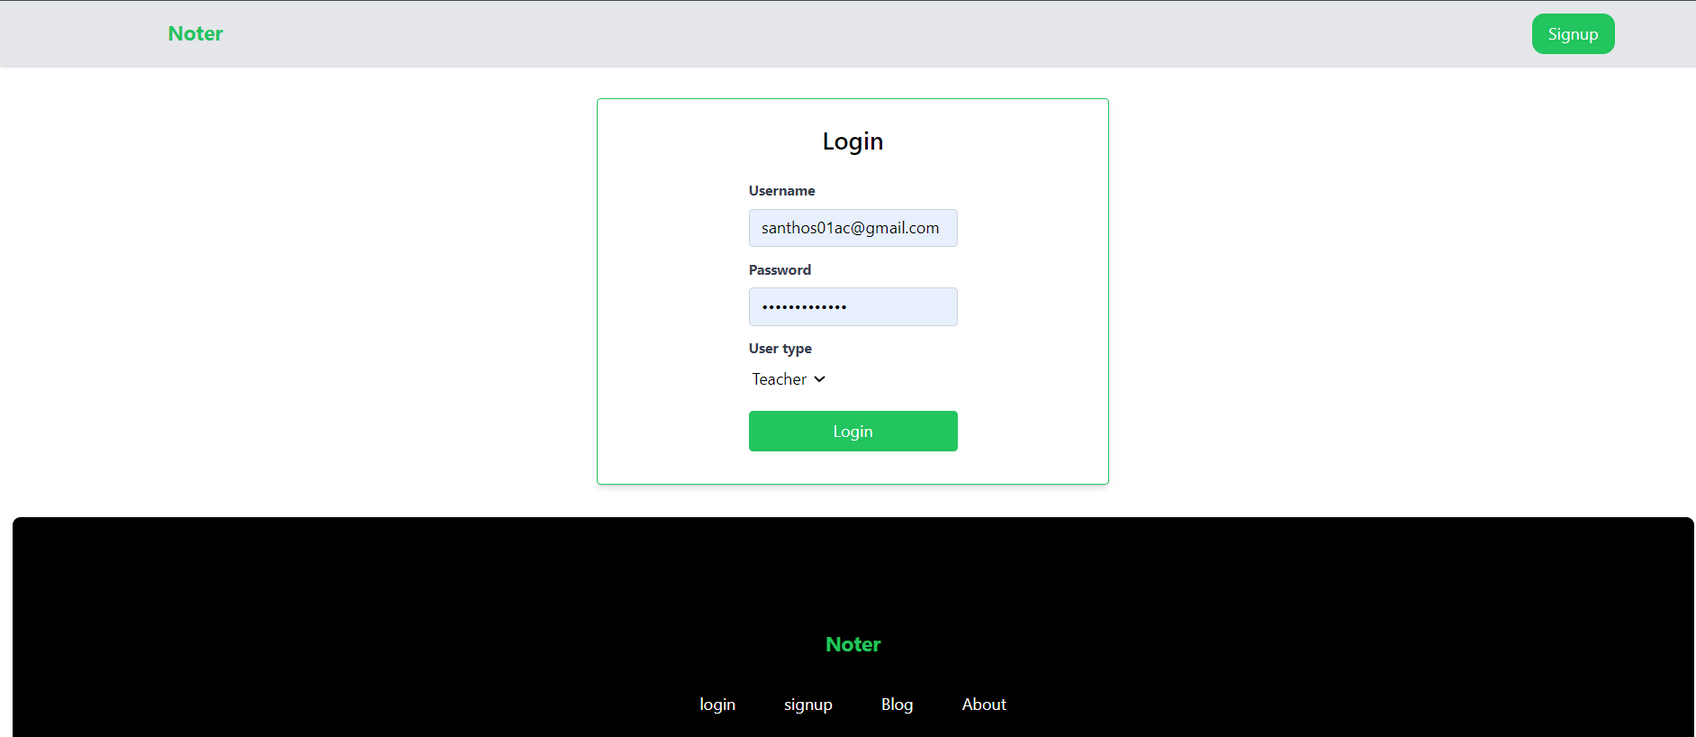 Noter Signup
Login
Username
santhos01ac@gmail.com
Password
•••••••••••••
User type
Teacher
Login
Noter
login signup Blog About